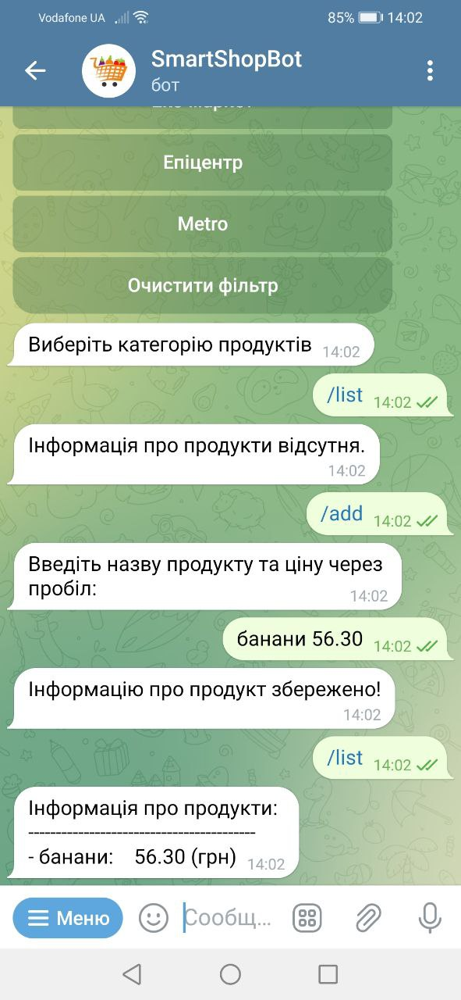 Vodafone UA
85% 14:02
SmartShopBot
бот
Епіцентр
Metro
Очистити фільтр
Виберіть категорію продуктів 14:02
/list 14:02
Інформація про продукти відсутня.
14:02
/add 14:02
Введіть назву продукту та ціну через
пробіл:
14:02
банани 56.30 14:02
Інформацію про продукт збережено!
14:02
/list 14:02
Інформація про продукти:
-----------------------------------------
- банани: 56.30 (грн) 14:02
Меню
Сообщ...